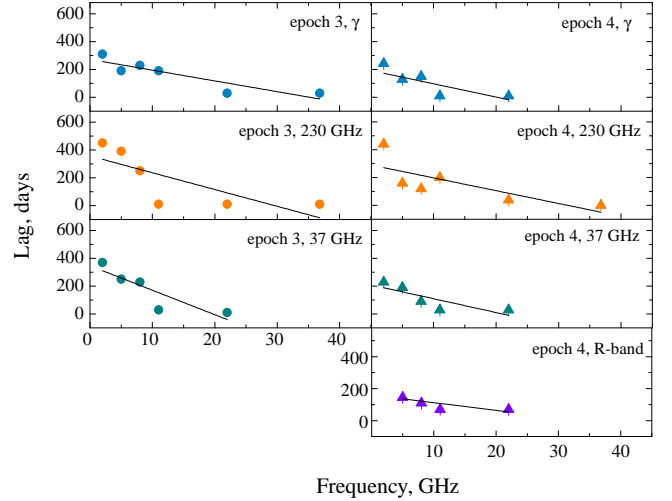 600
400
200
0
epoch 3, γ
epoch 4, γ
600
400
200
0
epoch 3, 230 GHz
epoch 4, 230 GHz
600
400
200
0
epoch 3, 37 GHz
epoch 4, 37 GHz
0 10 20 30 40
400
200
0
epoch 4, R-band
10 20 30 40
Lag, days
Frequency, GHz